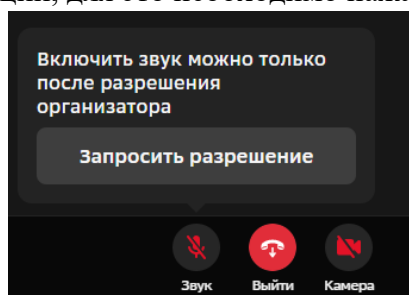 Включить звук можно только
после разрешения
организатора
Запросить разрешение
Звук Выйти Камера